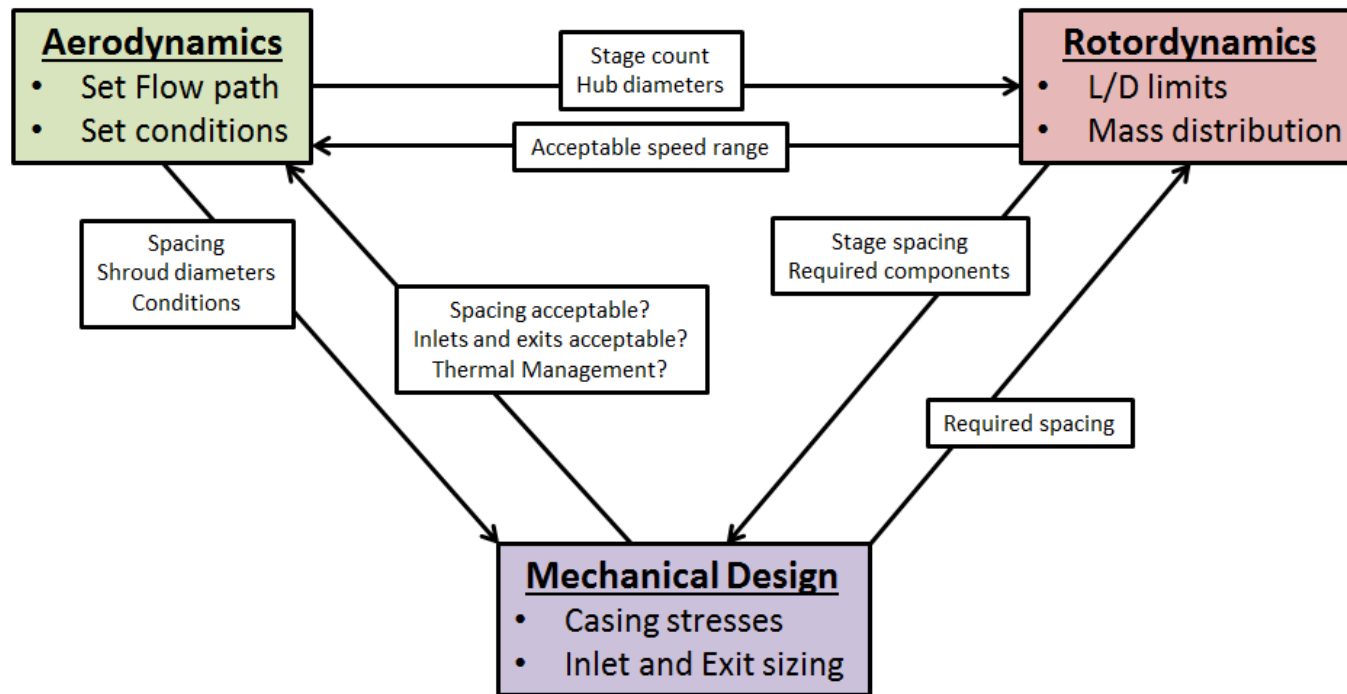 Aerodynamics
• Set Flow path
• Set conditions
Stage count
Hub diameters
Acceptable speed range
Rotordynamics
• L/D limits
• Mass distribution
Spacing
Shroud diameters
Conditions
Spacing acceptable?
Inlets and exits acceptable?
Thermal Management?
Stage spacing
Required components
Required spacing
Mechanical Design
• Casing stresses
• Inlet and Exit sizing